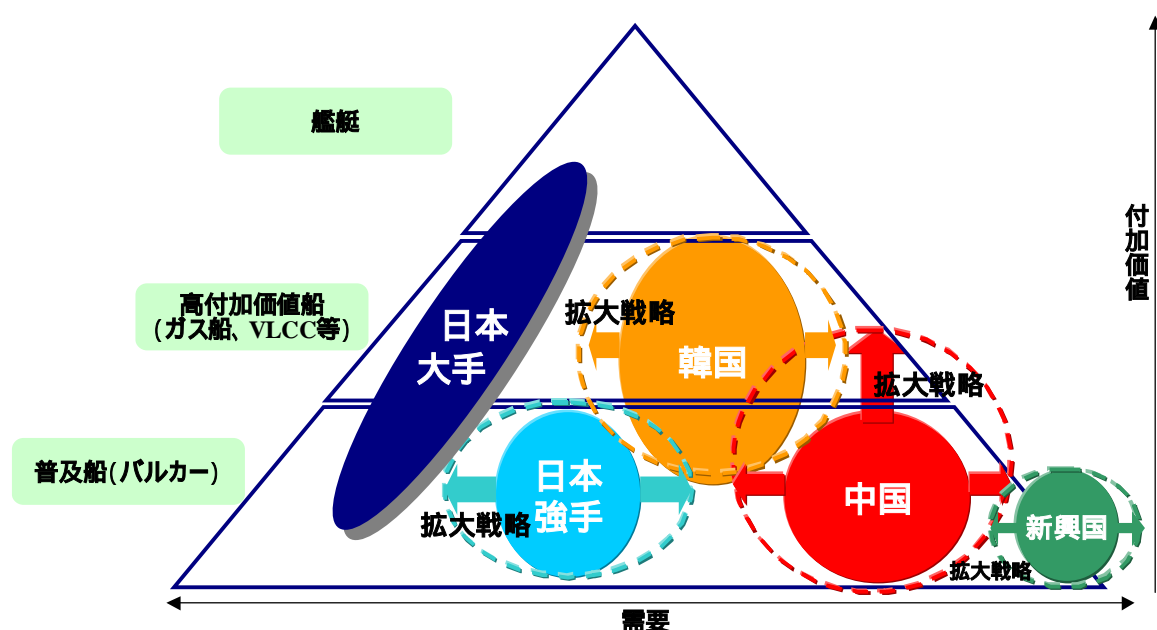 艦艇
付加価値
高付加価値船
(ガス船、VLCC等)
拡大戦略
日本
大手
韓国
拡大戦略
普及船(バルカー)
日本
強手
中国
拡大戦略
新興国
拡大戦略
需要